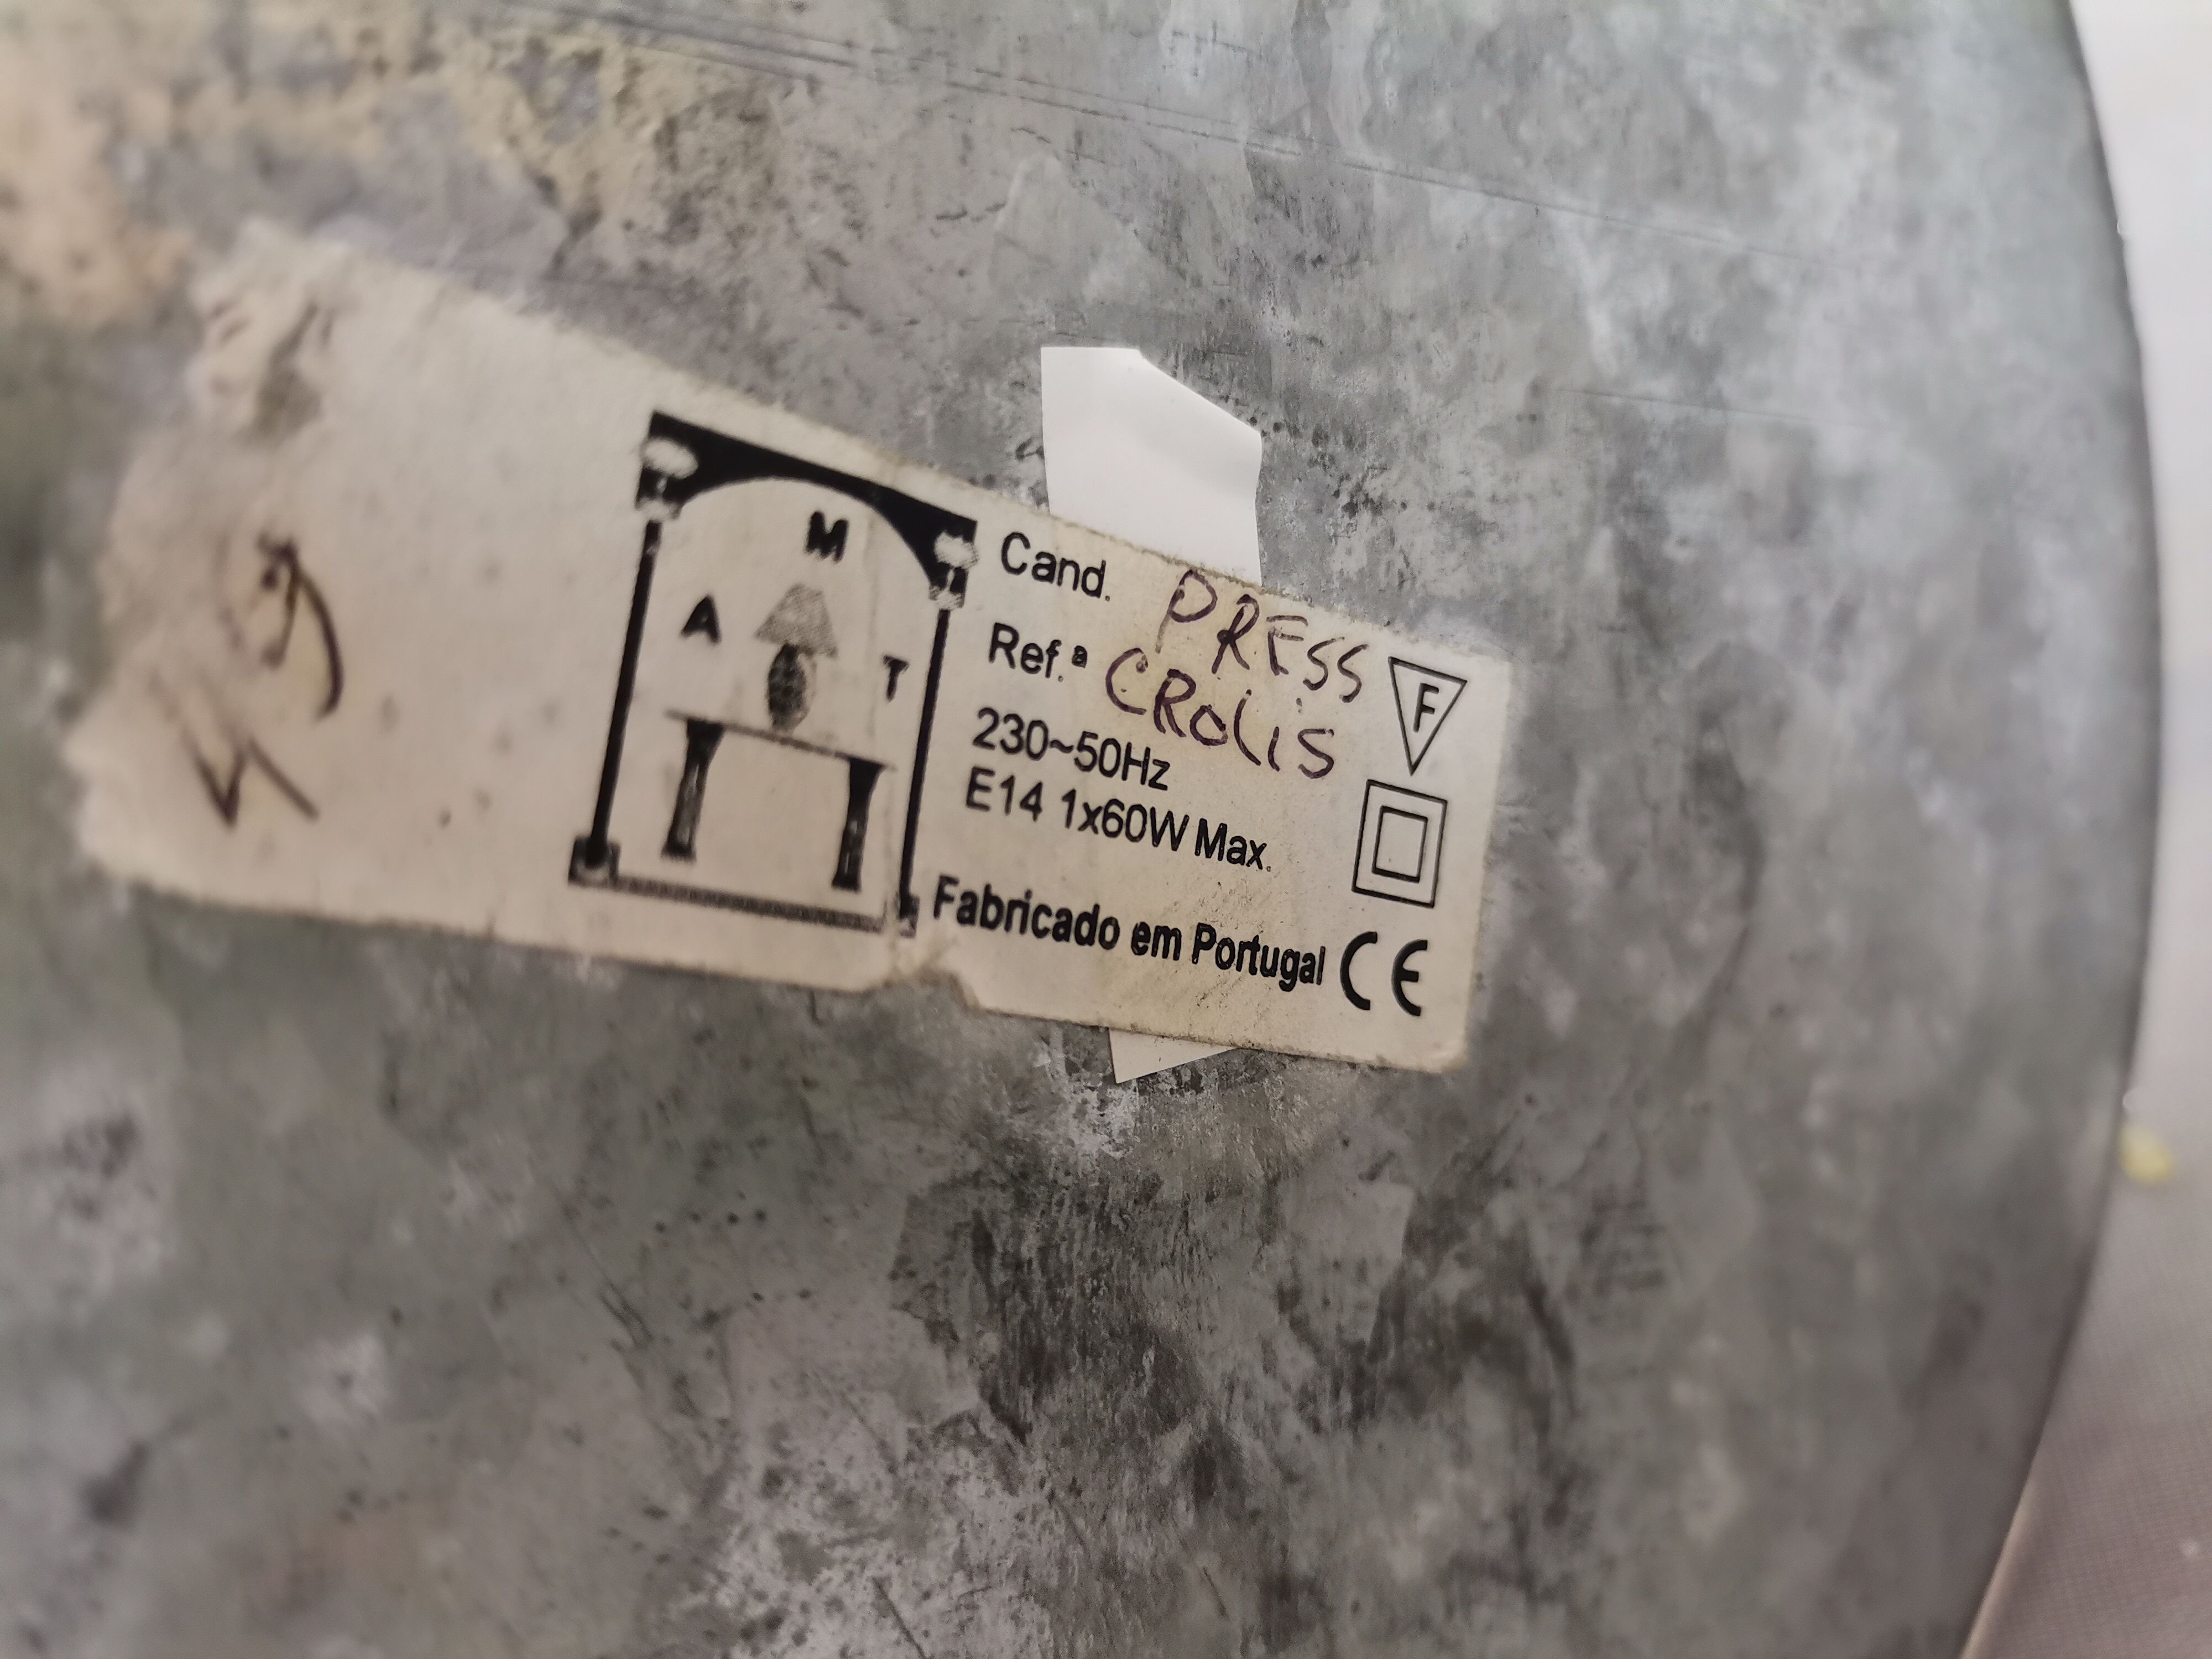 A M T
Cand. PRESS
Ref.ª CROLIS
F
230~50Hz
E14 1x60W Max.
Fabricado em Portugal CE